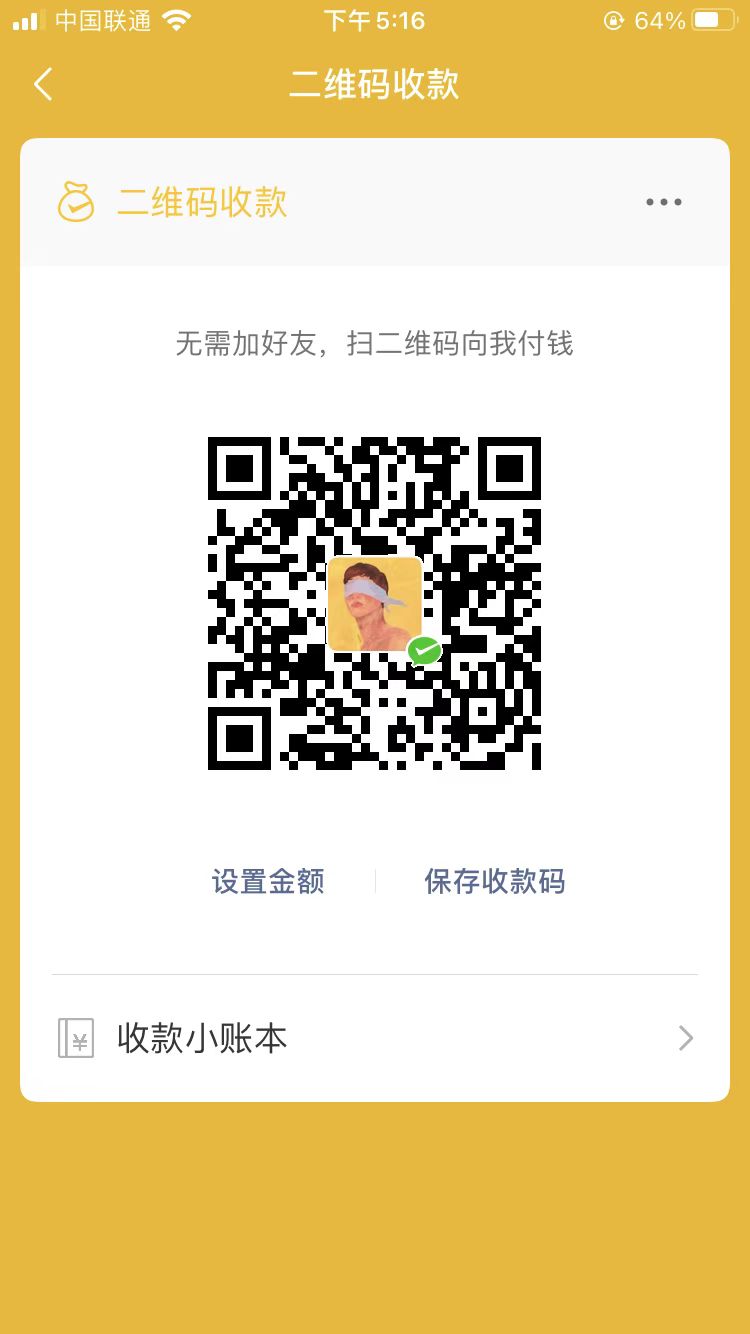 中国联通 下午5:16 64%
二维码收款
二维码收款
无需加好友，扫二维码向我付钱
设置金额 保存收款码
收款小账本